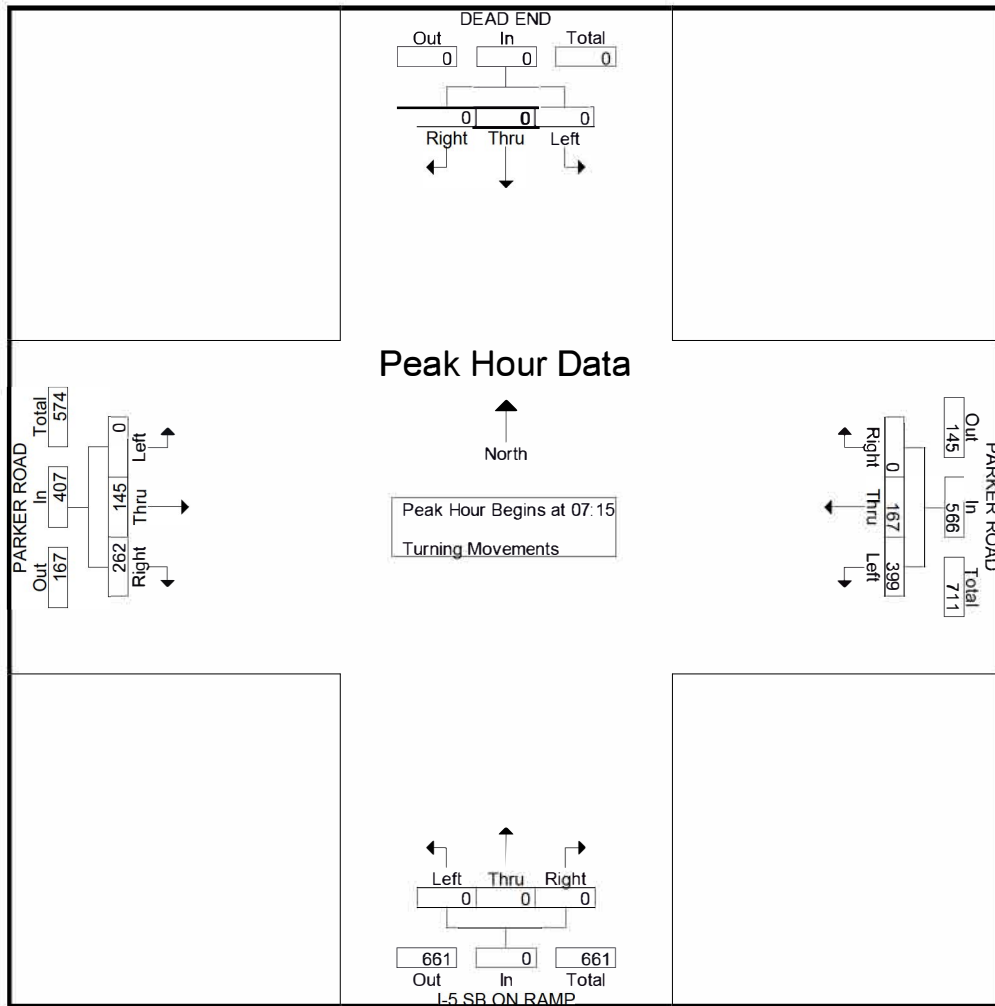 DEAD END
Out In Total
0 0 0
0 0 0
Right Thru Left
Peak Hour Data
North
Peak Hour Begins at 07:15
Turning Movements
PARKER ROAD
Total In Out
574 407 167
0 145 262
Left Thru Right
PARKER ROAD
Out In Total
145 566 711
0 167 399
Right Thru Left
Left Thru Right
0 0 0
661 0 661
Out In Total
I-5 SB ON RAMP